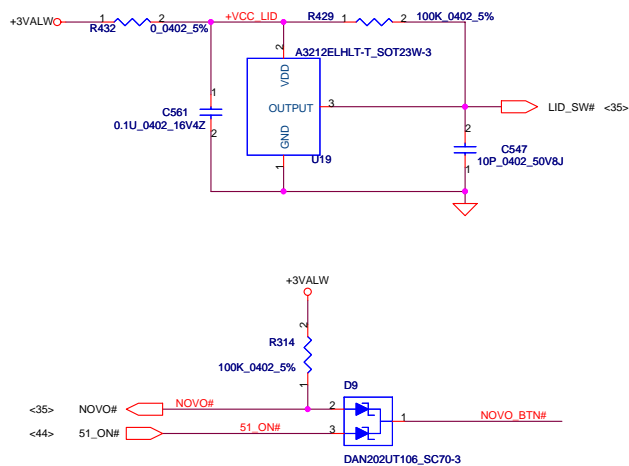 +3VALW 1 2 +VCC_LID R429 1 2 100K_0402_5%
R432 0_0402_5%
A3212ELHLT-T_SOT23W-3
2
VDD
1
C561
0.1U_0402_16V4Z
2
OUTPUT 3
LID_SW# <35>
GND
U19
1
2
C547
10P_0402_50V8J
1
+3VALW
2
R314
100K_0402_5%
1
D9
<35> NOVO# NOVO# 2
1 NOVO_BTN#
<44> 51_ON# 51_ON# 3
DAN202UT106_SC70-3